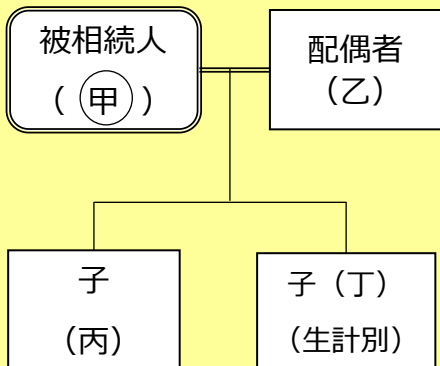 被相続人
（甲）
配偶者
（乙）
子
（丙）
子（丁）
（生計別）